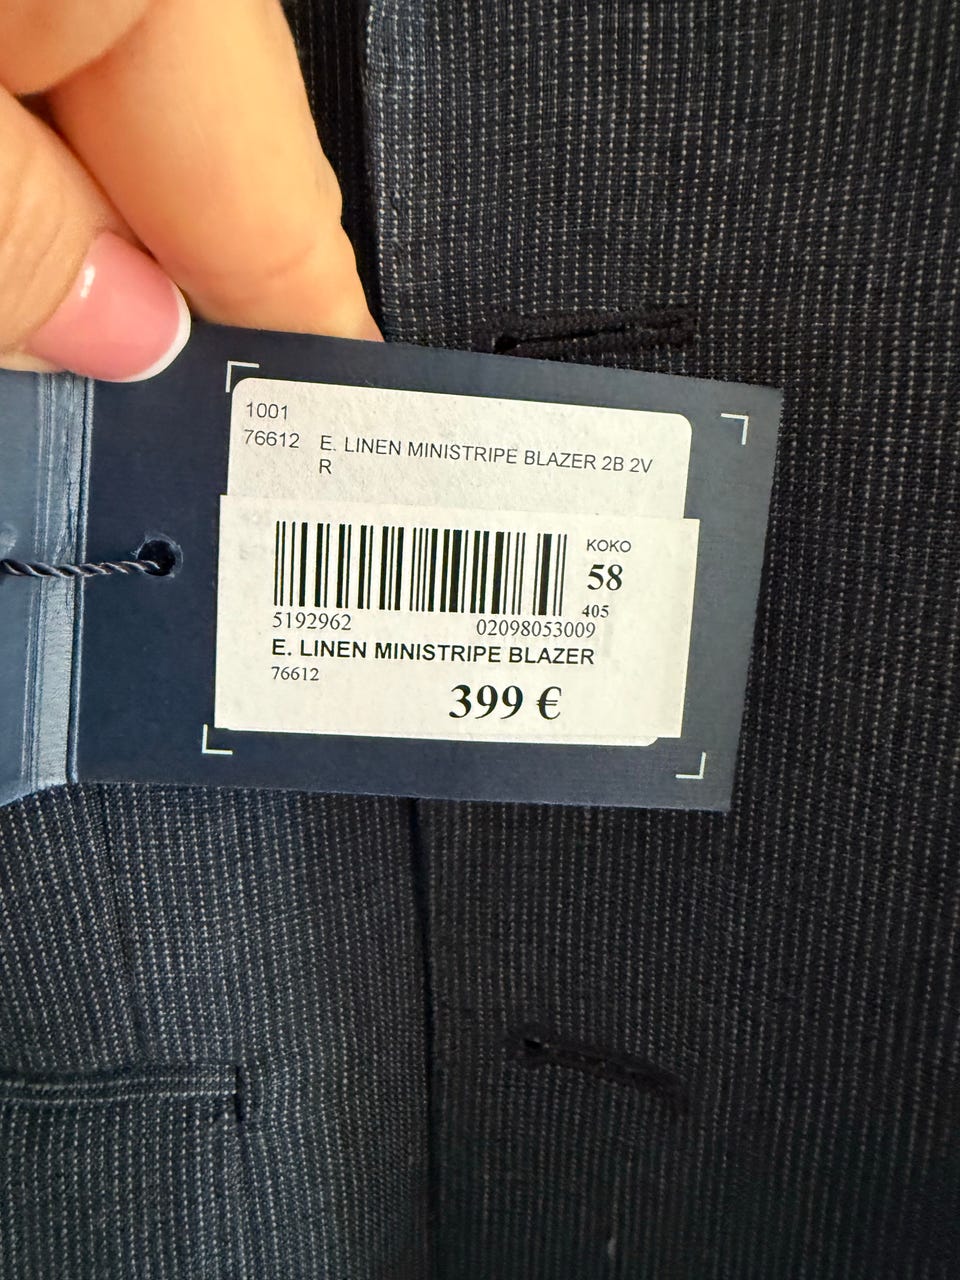 1001
76612 E. LINEN MINISTRIPE BLAZER 2B 2V
R
KOKO
58
405
5192962 02098053009
E. LINEN MINISTRIPE BLAZER
76612
399 €